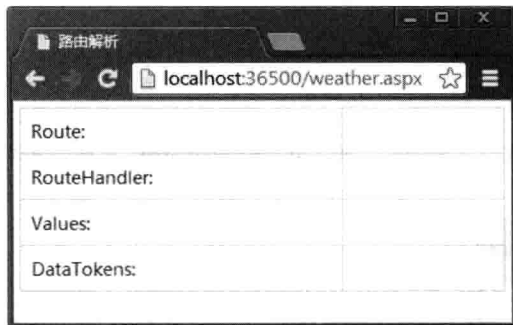 路由解析
localhost:36500/weather.aspx
Route:
RouteHandler:
Values:
DataTokens: